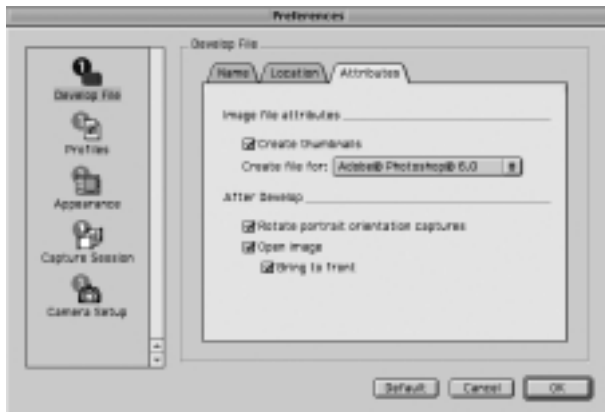 Preferences
Develop File
Profiles
Appearance
Capture Session
Camera Setup
Develop File
Name
Location
Attributes
Image file attributes
Create thumbnails
Create file for: Adobe® Photoshop® 6.0
After Develop
Rotate portrait orientation captures
Open image
Bring to front
Default
Cancel
OK